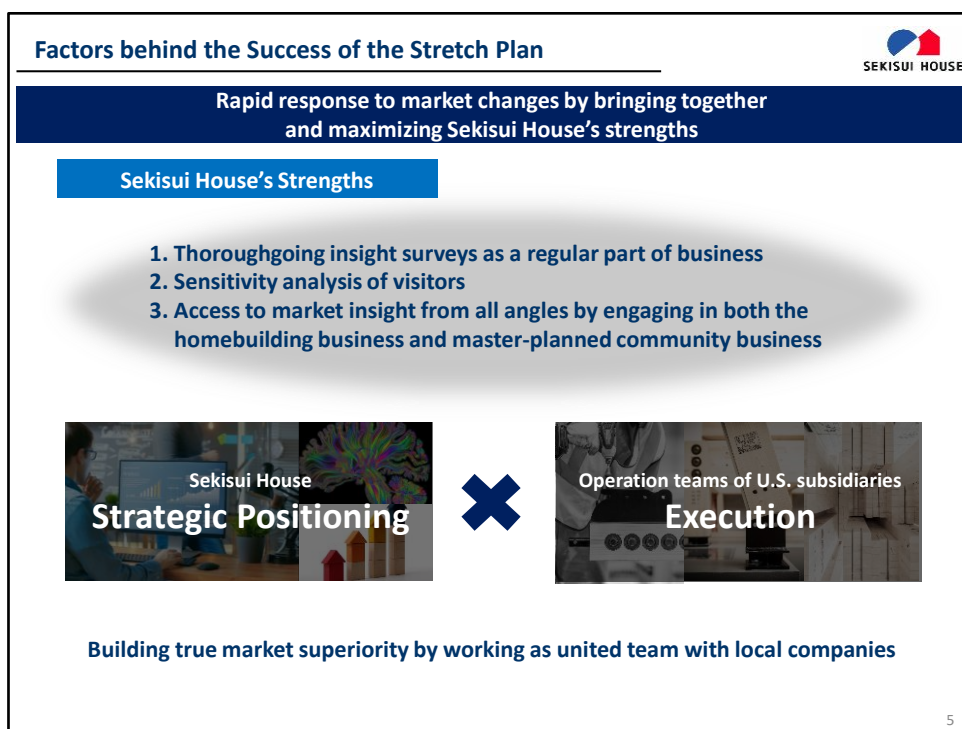 Factors behind the Success of the Stretch Plan
SEKISUI HOUSE
Rapid response to market changes by bringing together
and maximizing Sekisui House's strengths
Sekisui House's Strengths
1. Thoroughgoing insight surveys as a regular part of business
2. Sensitivity analysis of visitors
3. Access to market insight from all angles by engaging in both the
homebuilding business and master-planned community business
Sekisui House
Strategic Positioning
Operation teams of U.S. subsidiaries
Execution
Building true market superiority by working as united team with local companies
5